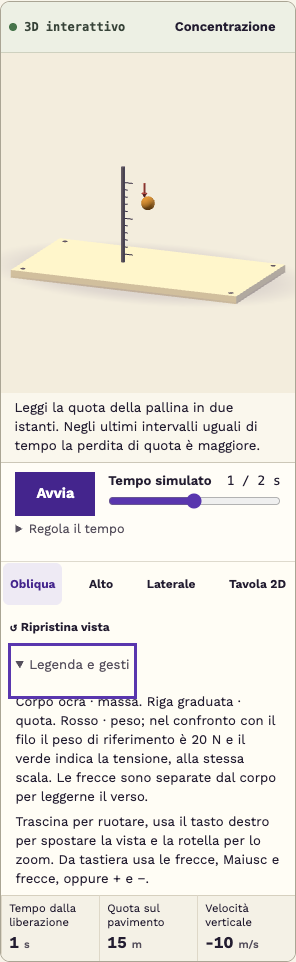 3D interattivo Concentrazione
Leggi la quota della pallina in due
istanti. Negli ultimi intervalli uguali di
tempo la perdita di quota è maggiore.
Avvia Tempo simulato 1 / 2 s
▶ Regola il tempo
Obliqua Alto Laterale Tavola 2D
↺ Ripristina vista
▼ Legenda e gesti
Corpo ocra · massa. Riga graduata ·
quota. Rosso · peso; nel confronto con il
filo il peso di riferimento è 20 N e il
verde indica la tensione, alla stessa
scala. Le frecce sono separate dal corpo
per leggerne il verso.
Trascina per ruotare, usa il tasto destro
per spostare la vista e la rotella per lo
zoom. Da tastiera usa le frecce, Maiusc e
frecce, oppure + e −.
Tempo dalla liberazione Quota sul pavimento Velocità verticale
1 s 15 m -10 m/s